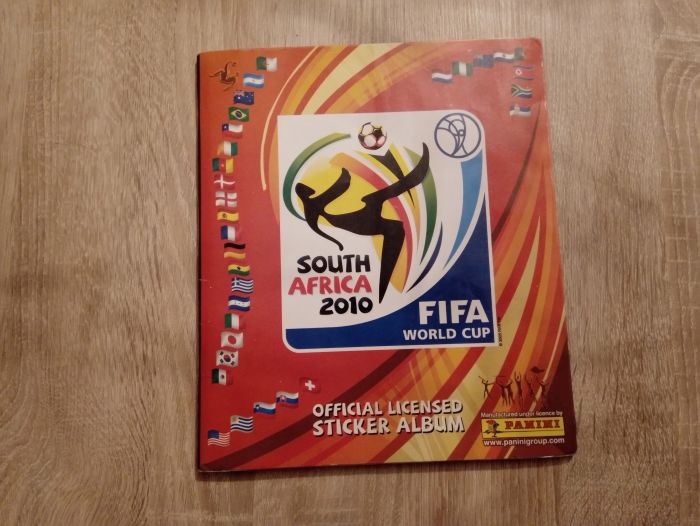 SOUTH
AFRICA
2010
FIFA
WORLD CUP
OFFICIAL LICENSED
STICKER ALBUM
Manufactured under licence by
PANINI
www.paninigroup.com